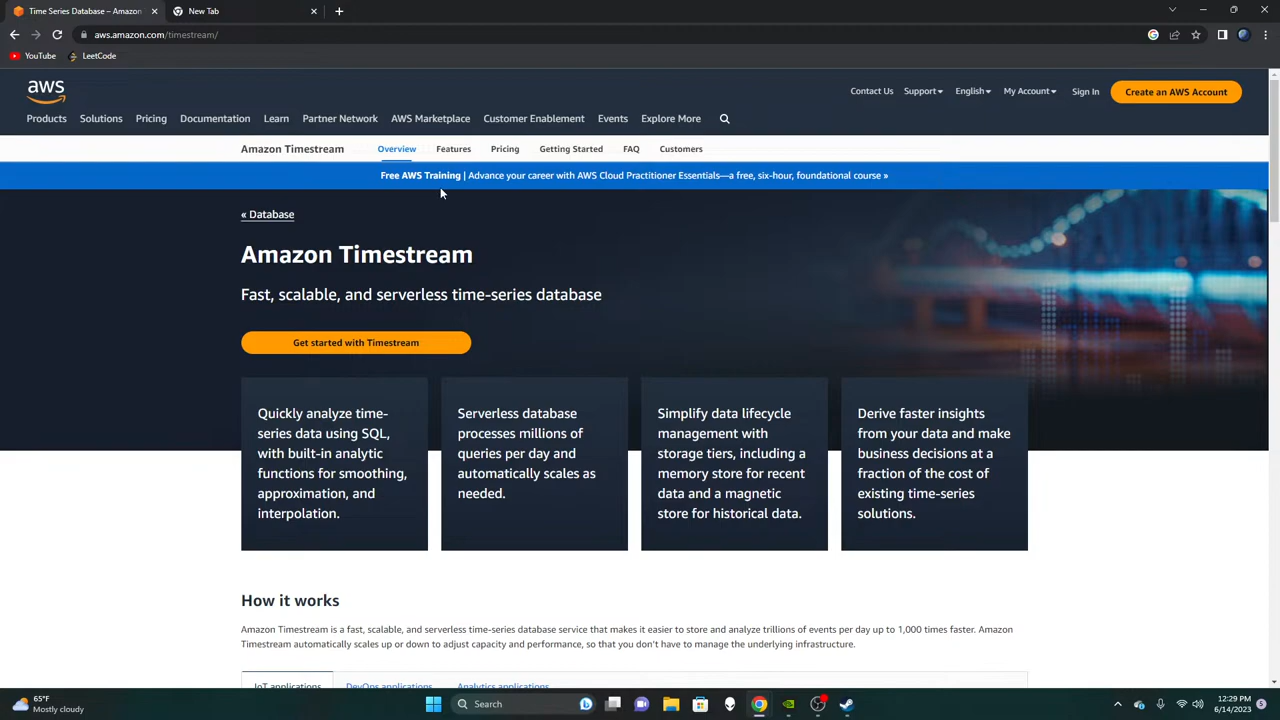 Time Series Database – Amazon
New Tab
aws.amazon.com/timestream/
YouTube
LeetCode
aws
Contact Us
Support
English
My Account
Sign In
Create an AWS Account
Products
Solutions
Pricing
Documentation
Learn
Partner Network
AWS Marketplace
Customer Enablement
Events
Explore More
Amazon Timestream
Overview
Features
Pricing
Getting Started
FAQ
Customers
Free AWS Training | Advance your career with AWS Cloud Practitioner Essentials—a free, six-hour, foundational course »
« Database
Amazon Timestream
Fast, scalable, and serverless time-series database
Get started with Timestream
Quickly analyze time-
series data using SQL,
with built-in analytic
functions for smoothing,
approximation, and
interpolation.
Serverless database
processes millions of
queries per day and
automatically scales as
needed.
Simplify data lifecycle
management with
storage tiers, including a
memory store for recent
data and a magnetic
store for historical data.
Derive faster insights
from your data and make
business decisions at a
fraction of the cost of
existing time-series
solutions.
How it works
Amazon Timestream is a fast, scalable, and serverless time-series database service that makes it easier to store and analyze trillions of events per day up to 1,000 times faster. Amazon
Timestream automatically scales up or down to adjust capacity and performance, so that you don't have to manage the underlying infrastructure.
IoT applications
DevOps applications
Analytics applications
65°F
Mostly cloudy
Search
12:29 PM
6/14/2023